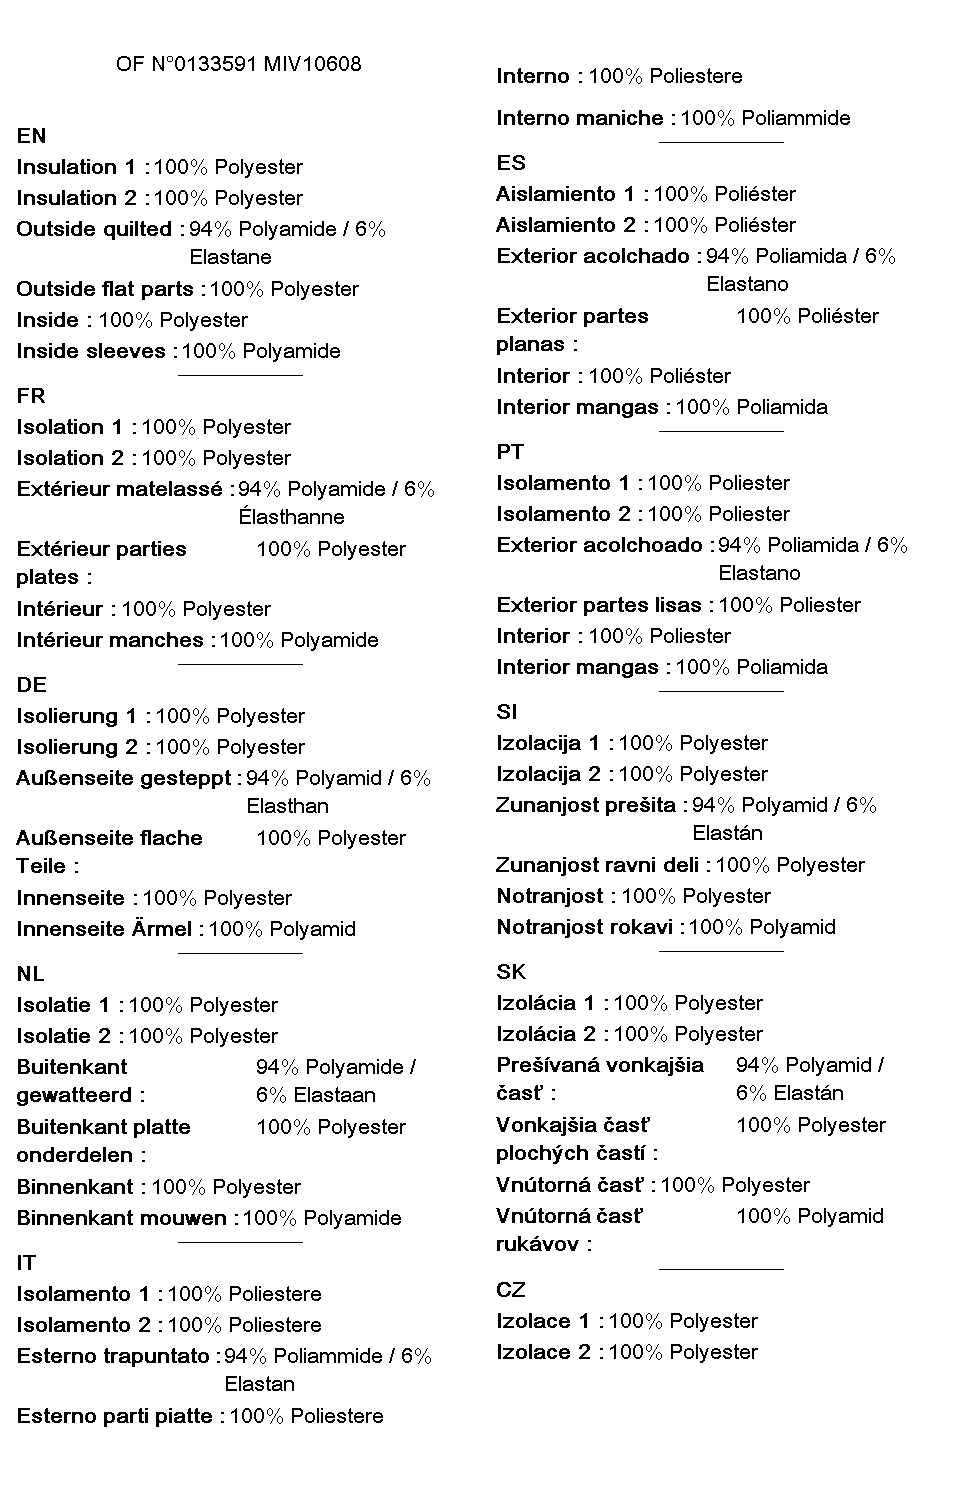 OF N°0133591 MIV10608
EN
Insulation 1 : 100% Polyester
Insulation 2 : 100% Polyester
Outside quilted : 94% Polyamide / 6%
Elastane
Outside flat parts : 100% Polyester
Inside : 100% Polyester
Inside sleeves : 100% Polyamide
FR
Isolation 1 : 100% Polyester
Isolation 2 : 100% Polyester
Extérieur matelassé : 94% Polyamide / 6%
Élasthanne
Extérieur parties 100% Polyester
plates :
Intérieur : 100% Polyester
Intérieur manches : 100% Polyamide
DE
Isolierung 1 : 100% Polyester
Isolierung 2 : 100% Polyester
Außenseite gesteppt : 94% Polyamid / 6%
Elasthan
Außenseite flache 100% Polyester
Teile :
Innenseite : 100% Polyester
Innenseite Ärmel : 100% Polyamid
NL
Isolatie 1 : 100% Polyester
Isolatie 2 : 100% Polyester
Buitenkant 94% Polyamide /
gewatteerd : 6% Elastaan
Buitenkant platte 100% Polyester
onderdelen :
Binnenkant : 100% Polyester
Binnenkant mouwen : 100% Polyamide
IT
Isolamento 1 : 100% Poliestere
Isolamento 2 : 100% Poliestere
Esterno trapuntato : 94% Poliammide / 6%
Elastan
Esterno parti piatte : 100% Poliestere
Interno : 100% Poliestere
Interno maniche : 100% Poliammide
ES
Aislamiento 1 : 100% Poliéster
Aislamiento 2 : 100% Poliéster
Exterior acolchado : 94% Poliamida / 6%
Elastano
Exterior partes 100% Poliéster
planas :
Interior : 100% Poliéster
Interior mangas : 100% Poliamida
PT
Isolamento 1 : 100% Poliester
Isolamento 2 : 100% Poliester
Exterior acolchoado : 94% Poliamida / 6%
Elastano
Exterior partes lisas : 100% Poliester
Interior : 100% Poliester
Interior mangas : 100% Poliamida
SI
Izolacija 1 : 100% Polyester
Izolacija 2 : 100% Polyester
Zunanjost prešita : 94% Polyamid / 6%
Elastán
Zunanjost ravni deli : 100% Polyester
Notranjost : 100% Polyester
Notranjost rokavi : 100% Polyamid
SK
Izolácia 1 : 100% Polyester
Izolácia 2 : 100% Polyester
Prešívaná vonkajšia 94% Polyamid /
časť : 6% Elastán
Vonkajšia časť 100% Polyester
plochých častí :
Vnútorná časť : 100% Polyester
Vnútorná časť 100% Polyamid
rukávov :
CZ
Izolace 1 : 100% Polyester
Izolace 2 : 100% Polyester